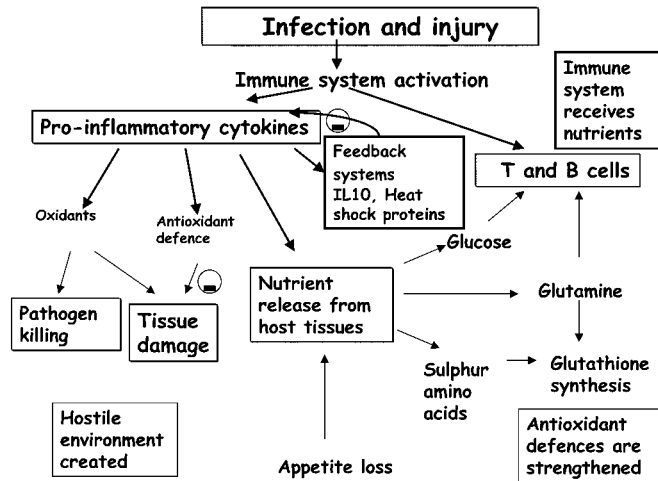 Infection and injury
Immune system activation
Immune
system
receives
nutrients
Pro-inflammatory cytokines
Feedback
systems
IL10, Heat
shock proteins
T and B cells
Oxidants
Antioxidant
defence
Glucose
Nutrient
release from
host tissues
Glutamine
Pathogen
killing
Tissue
damage
Sulphur
amino
acids
Glutathione
synthesis
Hostile
environment
created
Appetite loss
Antioxidant
defences are
strengthened